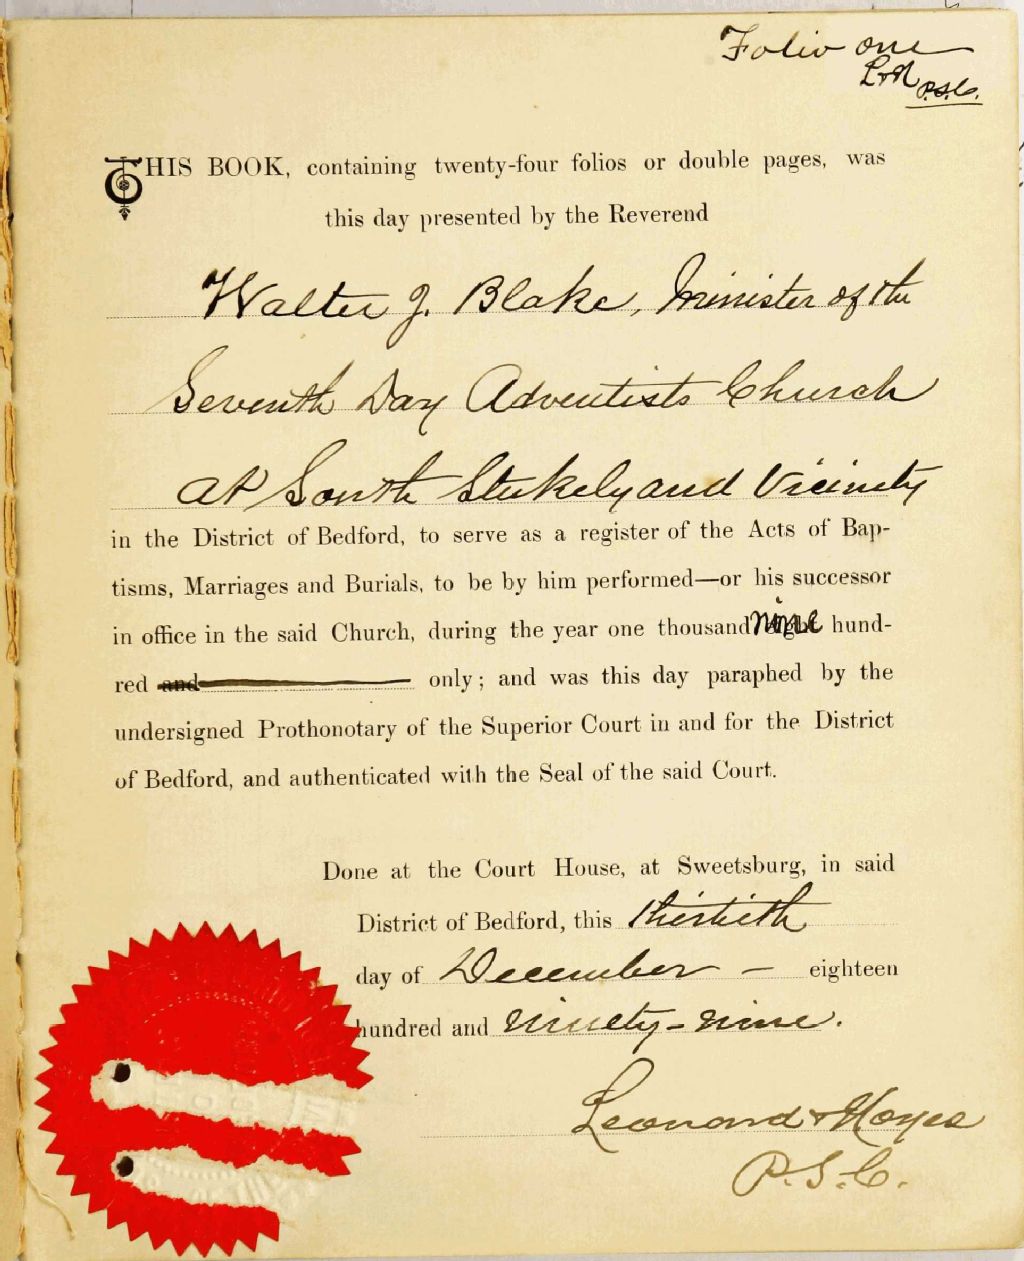 Folio one
L & N P.S.C.
THIS BOOK, containing twenty-four folios or double pages, was
this day presented by the Reverend
Walter J. Blake, Minister of the
Seventh Day Adventists Church
at South Stukely and Vicinity
in the District of Bedford, to serve as a register of the Acts of Bap-
tisms, Marriages and Burials, to be by him performed—or his successor
in office in the said Church, during the year one thousand nine hund-
red and only; and was this day paraphed by the
undersigned Prothonotary of the Superior Court in and for the District
of Bedford, and authenticated with the Seal of the said Court.
Done at the Court House, at Sweetsburg, in said
District of Bedford, this thirtieth
day of December — eighteen
hundred and ninety-nine.
Leonard & Noyes
P.S.C.